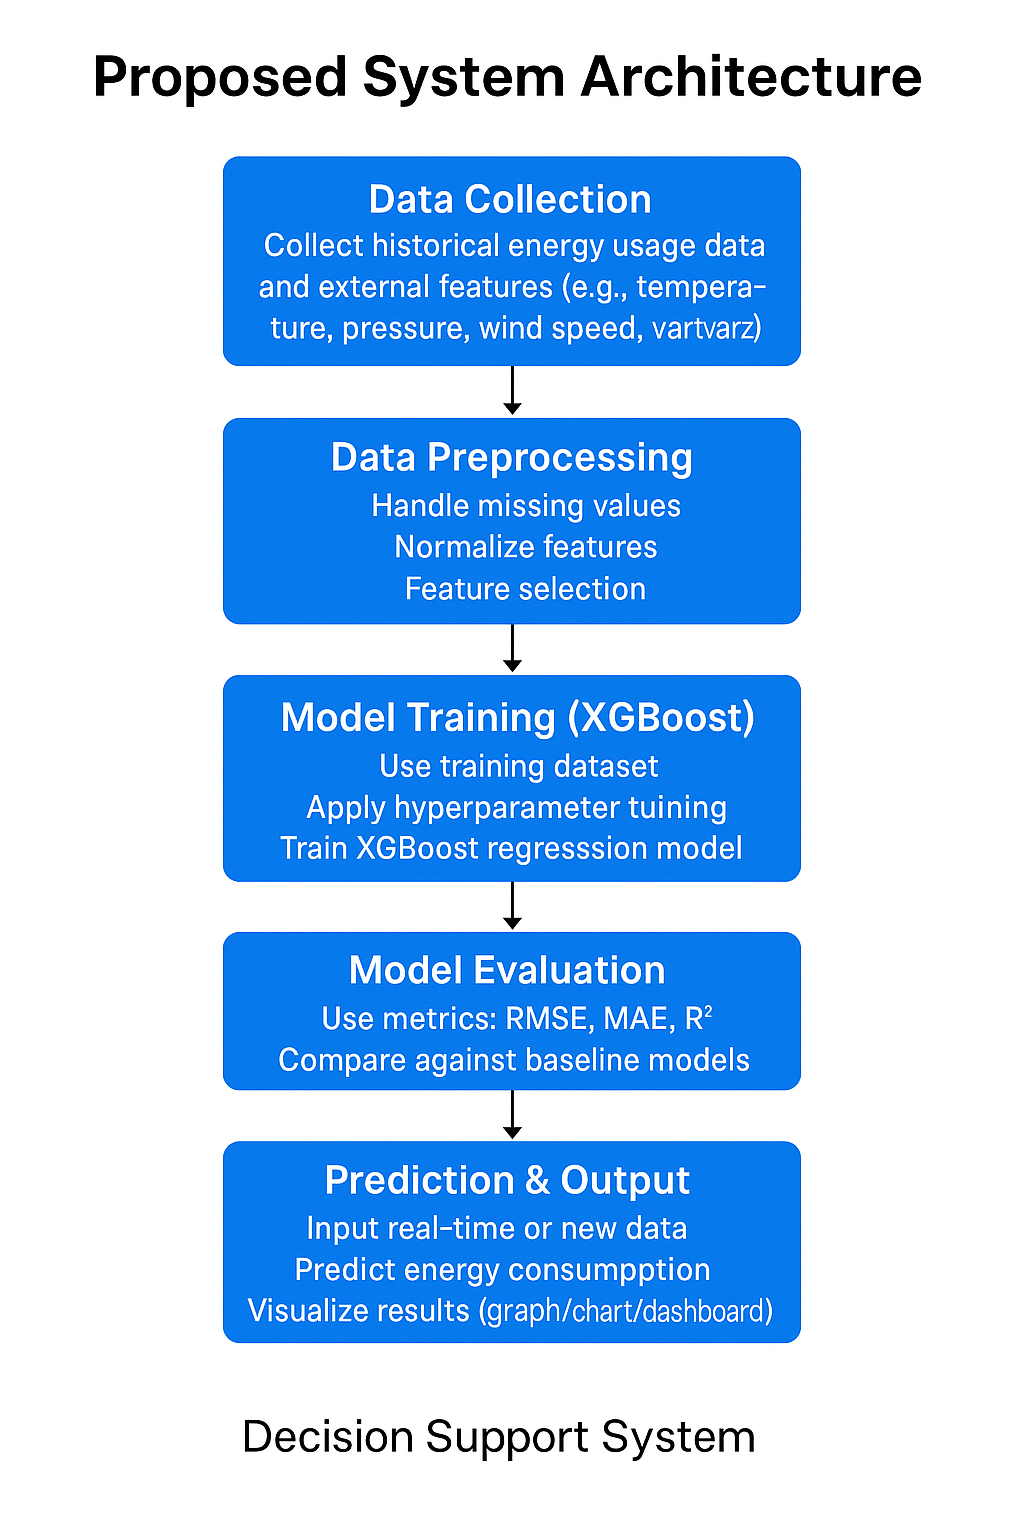 Proposed System Architecture
Data Collection
Collect historical energy usage data
and external features (e.g., tempera-
ture, pressure, wind speed, vartvarz)
Data Preprocessing
Handle missing values
Normalize features
Feature selection
Model Training (XGBoost)
Use training dataset
Apply hyperparameter tuining
Train XGBoost regresssion model
Model Evaluation
Use metrics: RMSE, MAE, R²
Compare against baseline models
Prediction & Output
Input real-time or new data
Predict energy consumpption
Visualize results (graph/chart/dashboard)
Decision Support System